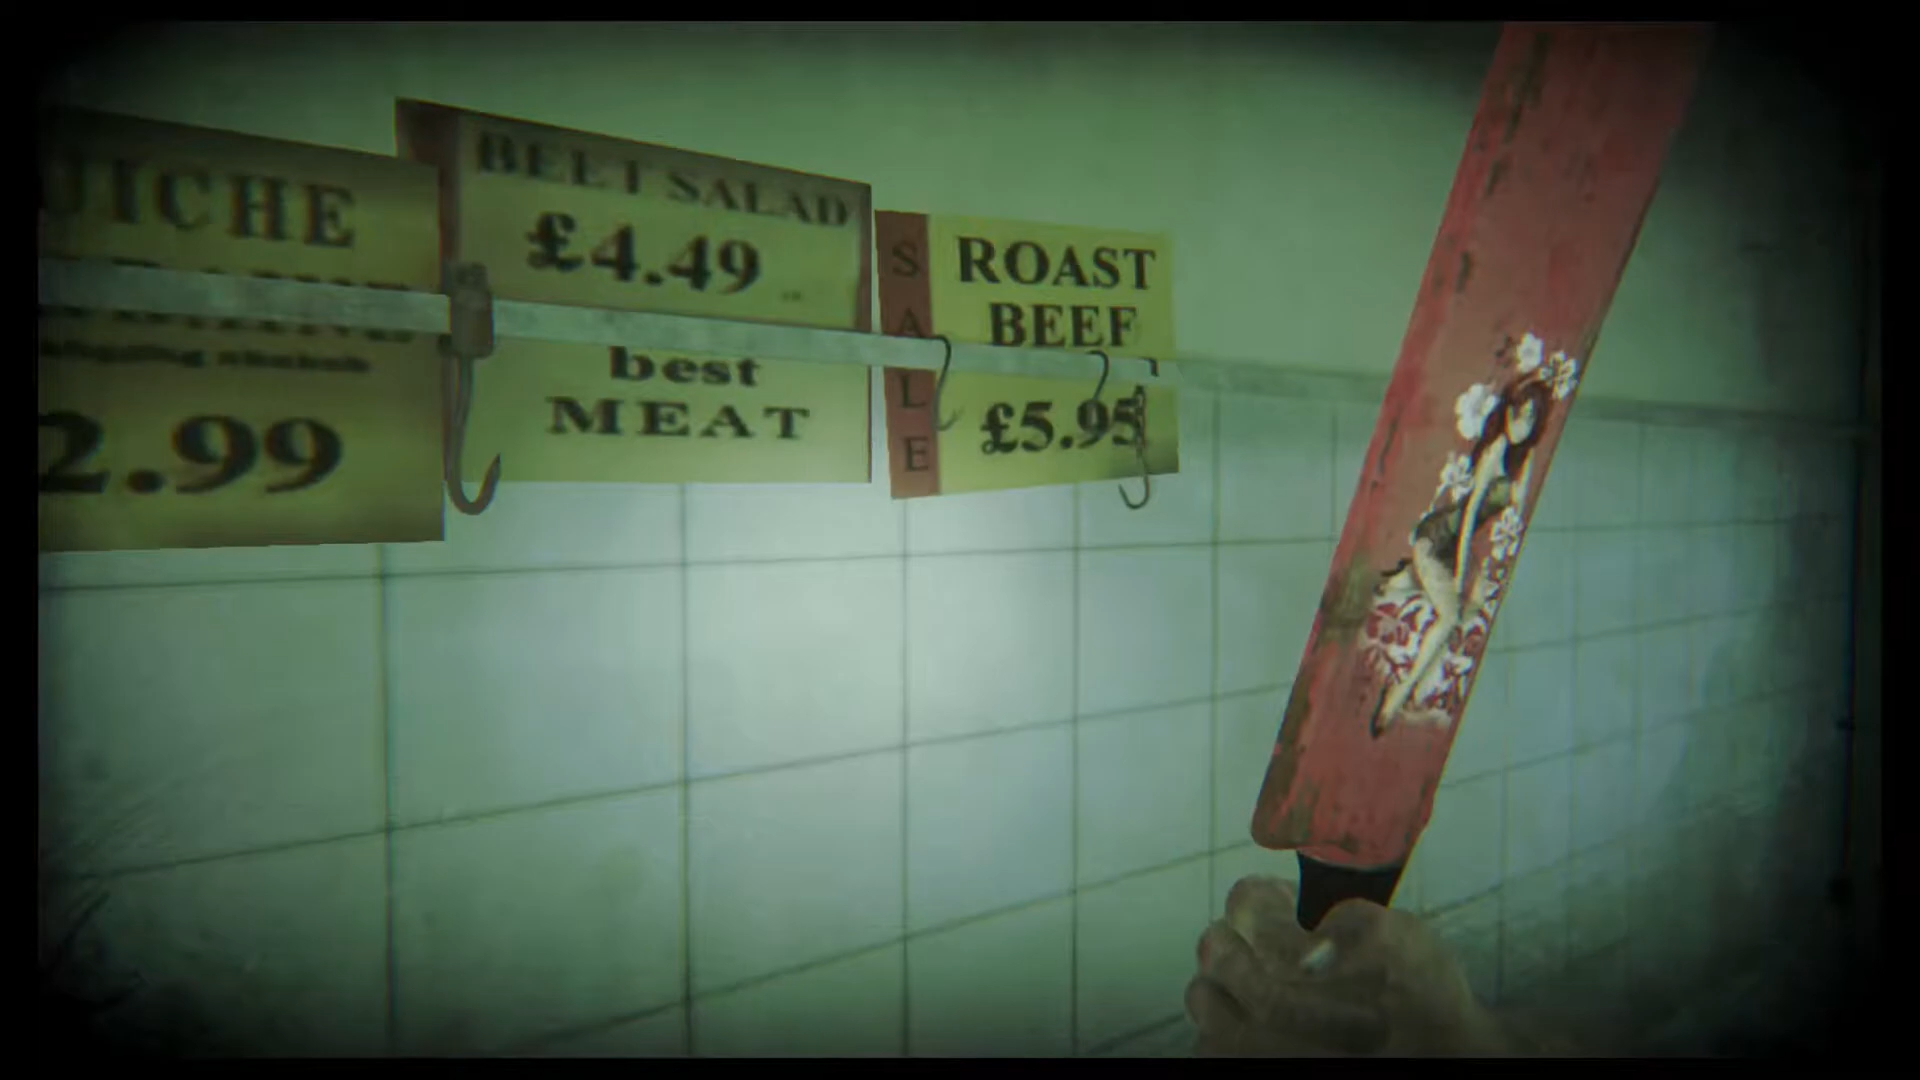 UICHE
2.99
BEET SALAD
£4.49
best
MEAT
SALE
ROAST
BEEF
£5.95